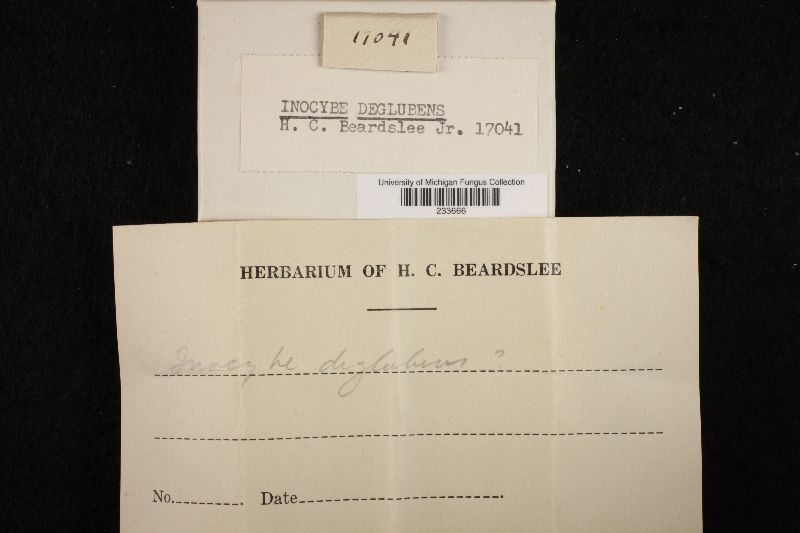 17041
INOCYBE DEGLUBENS
H. C. Beardslee Jr. 17041
University of Michigan Fungus Collection
233666
HERBARIUM OF H. C. BEARDSLEE
Inocybe deglubens ?
No. Date